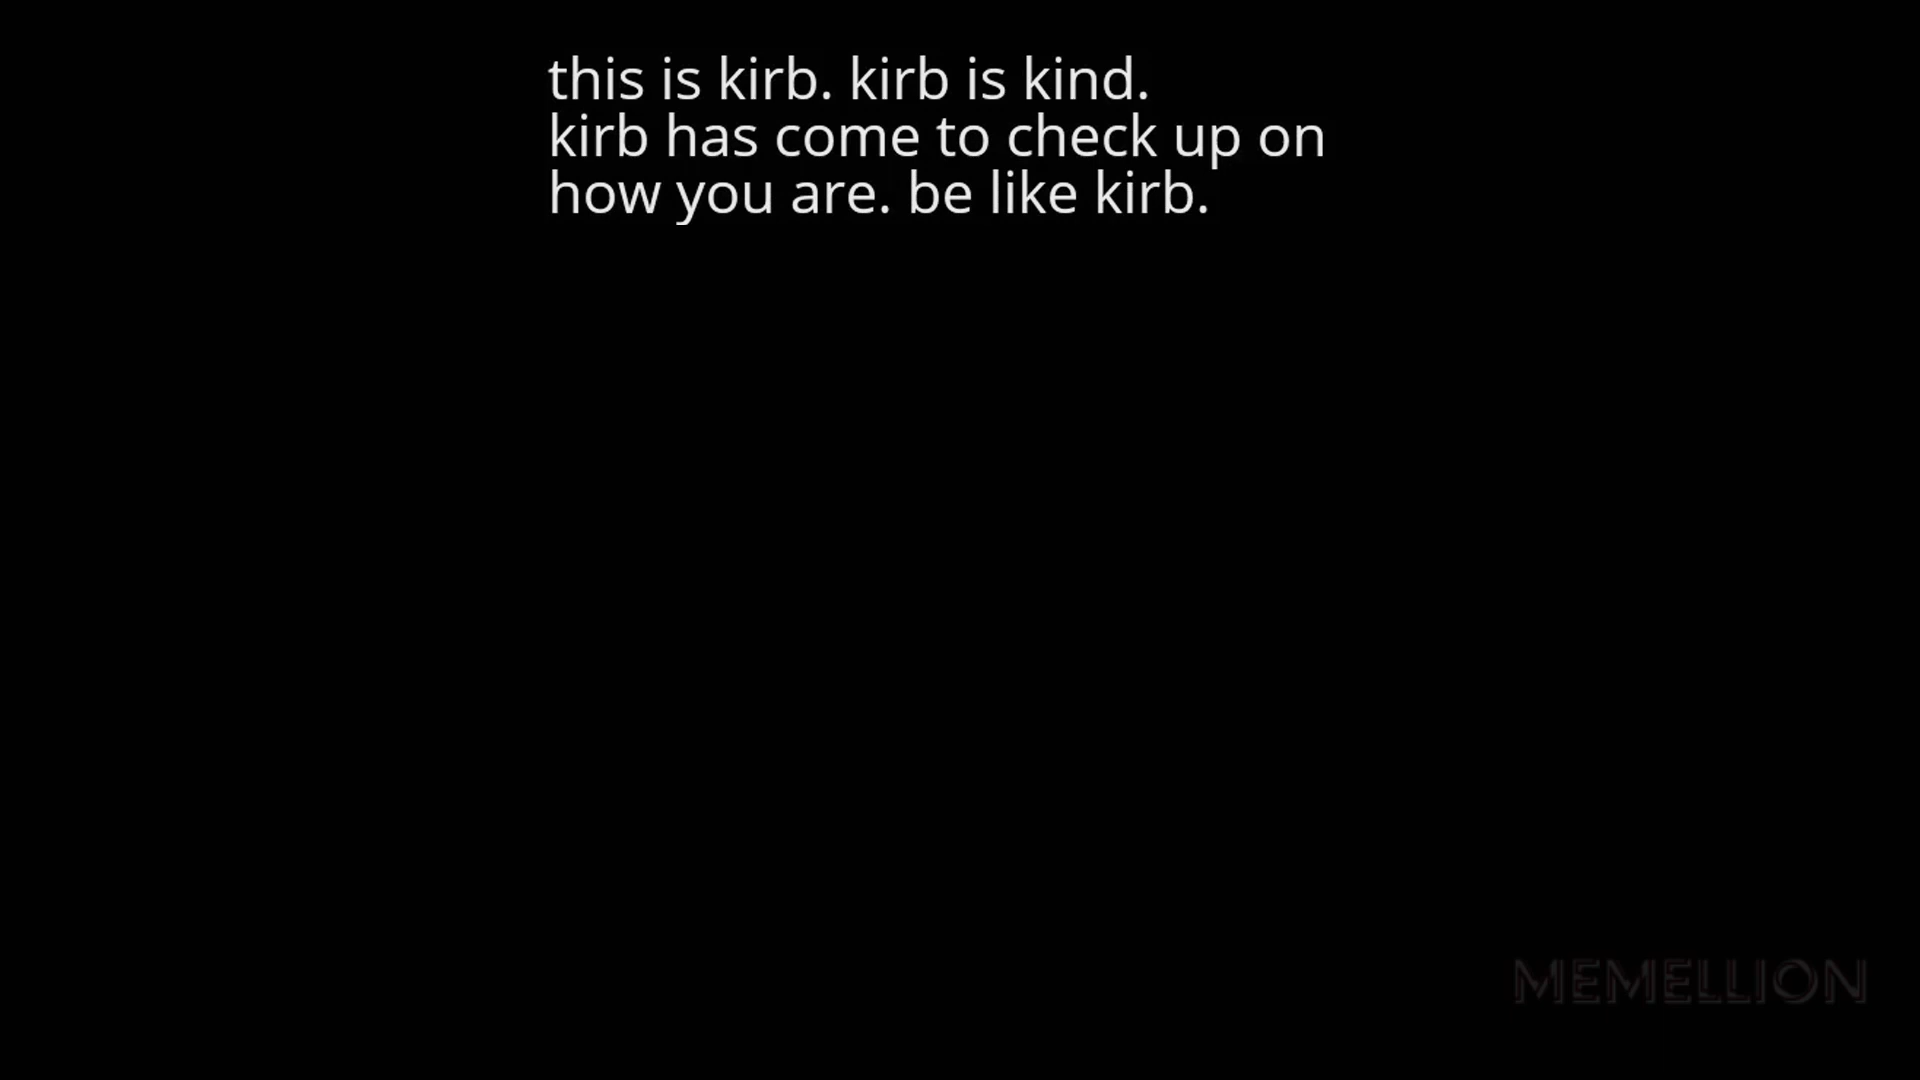 this is kirb. kirb is kind.
kirb has come to check up on
how you are. be like kirb.
MEMELLION